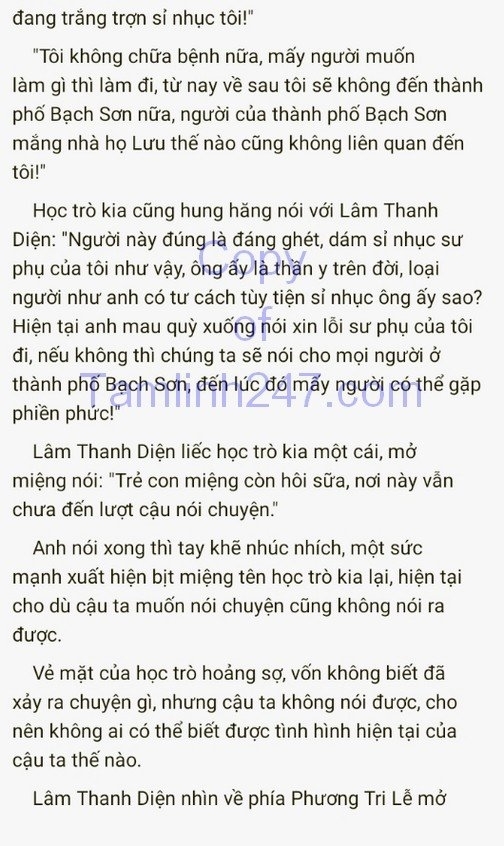 đang trắng trợn sỉ nhục tôi!"
"Tôi không chữa bệnh nữa, mấy người muốn
làm gì thì làm đi, từ nay về sau tôi sẽ không đến thành
phố Bạch Sơn nữa, người của thành phố Bạch Sơn
mắng nhà họ Lưu thế nào cũng không liên quan đến
tôi!"
Học trò kia cũng hung hăng nói với Lâm Thanh
Diện: "Người này đúng là đáng ghét, dám sỉ nhục sư
phụ của tôi như vậy, ông ấy là thần y trên đời, loại
người như anh có tư cách tùy tiện sỉ nhục ông ấy sao?
Hiện tại anh mau quỳ xuống nói xin lỗi sư phụ của tôi
đi, nếu không thì chúng ta sẽ nói cho mọi người ở
thành phố Bạch Sơn, đến lúc đó mấy người có thể gặp
phiền phức!"
Lâm Thanh Diện liếc học trò kia một cái, mở
miệng nói: "Trẻ con miệng còn hôi sữa, nơi này vẫn
chưa đến lượt cậu nói chuyện."
Anh nói xong thì tay khẽ nhúc nhích, một sức
mạnh xuất hiện bịt miệng tên học trò kia lại, hiện tại
cho dù cậu ta muốn nói chuyện cũng không nói ra
được.
Vẻ mặt của học trò hoảng sợ, vốn không biết đã
xảy ra chuyện gì, nhưng cậu ta không nói được, cho
nên không ai có thể biết được tình hình hiện tại của
cậu ta thế nào.
Lâm Thanh Diện nhìn về phía Phương Tri Lễ mở
Copy
of
Tamlinh247.com